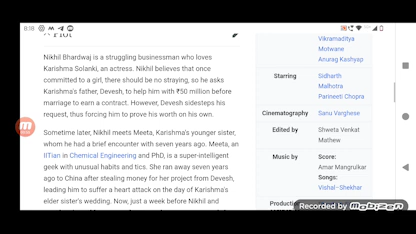 8:18
Plot
Nikhil Bhardwaj is a struggling businessman who loves
Karishma Solanki, an actress. Nikhil believes that once
committed to a girl, there should be no straying, so he asks
Karishma's father, Devesh, to help him with ₹50 million before
marriage to earn a contract. However, Devesh sidesteps his
request, thus forcing him to prove his worth on his own.
Sometime later, Nikhil meets Meeta, Karishma's younger sister,
whom he had a brief encounter with seven years ago. Meeta, an
IITian in Chemical Engineering and PhD, is a super-intelligent
geek with unusual habits and tics. She ran away seven years
ago to China after stealing money for her project from Devesh,
leading him to suffer a heart attack on the day of Karishma's
elder sister's wedding. Now, just a week before Nikhil and
Vikramaditya
Motwane
Anurag Kashyap
Starring
Sidharth
Malhotra
Parineeti Chopra
Cinematography
Sanu Varghese
Edited by
Shweta Venkat
Mathew
Music by
Score:
Amar Mangrulkar
Songs:
Vishal–Shekhar
Production
Recorded by
Mobizen